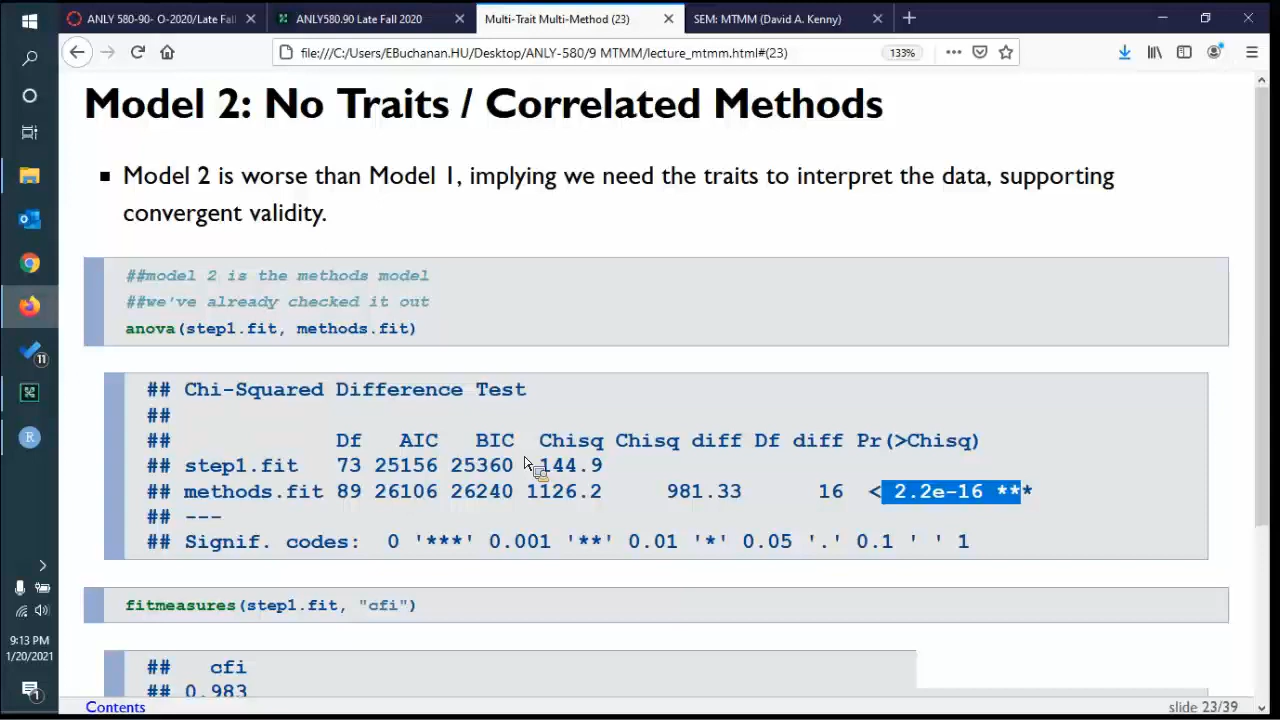 ANLY 580-90- O-2020/Late Fal
ANLY580.90 Late Fall 2020
Multi-Trait Multi-Method (23)
SEM: MTMM (David A. Kenny)
file:///C:/Users/EBuchanan.HU/Desktop/ANLY-580/9 MTMM/lecture_mtmm.html#(23)
133%
Model 2: No Traits / Correlated Methods
Model 2 is worse than Model 1, implying we need the traits to interpret the data, supporting
convergent validity.
##model 2 is the methods model
##we've already checked it out
anova(step1.fit, methods.fit)
## Chi-Squared Difference Test
##
## Df AIC BIC Chisq Chisq diff Df diff Pr(>Chisq)
## step1.fit 73 25156 25360 144.9
## methods.fit 89 26106 26240 1126.2 981.33 16 < 2.2e-16 ***
## ---
## Signif. codes: 0 '***' 0.001 '**' 0.01 '*' 0.05 '.' 0.1 ' ' 1
fitmeasures(step1.fit, "cfi")
## cfi
## 0.983
Contents
slide 23/39
11
9:13 PM
1/20/2021
1